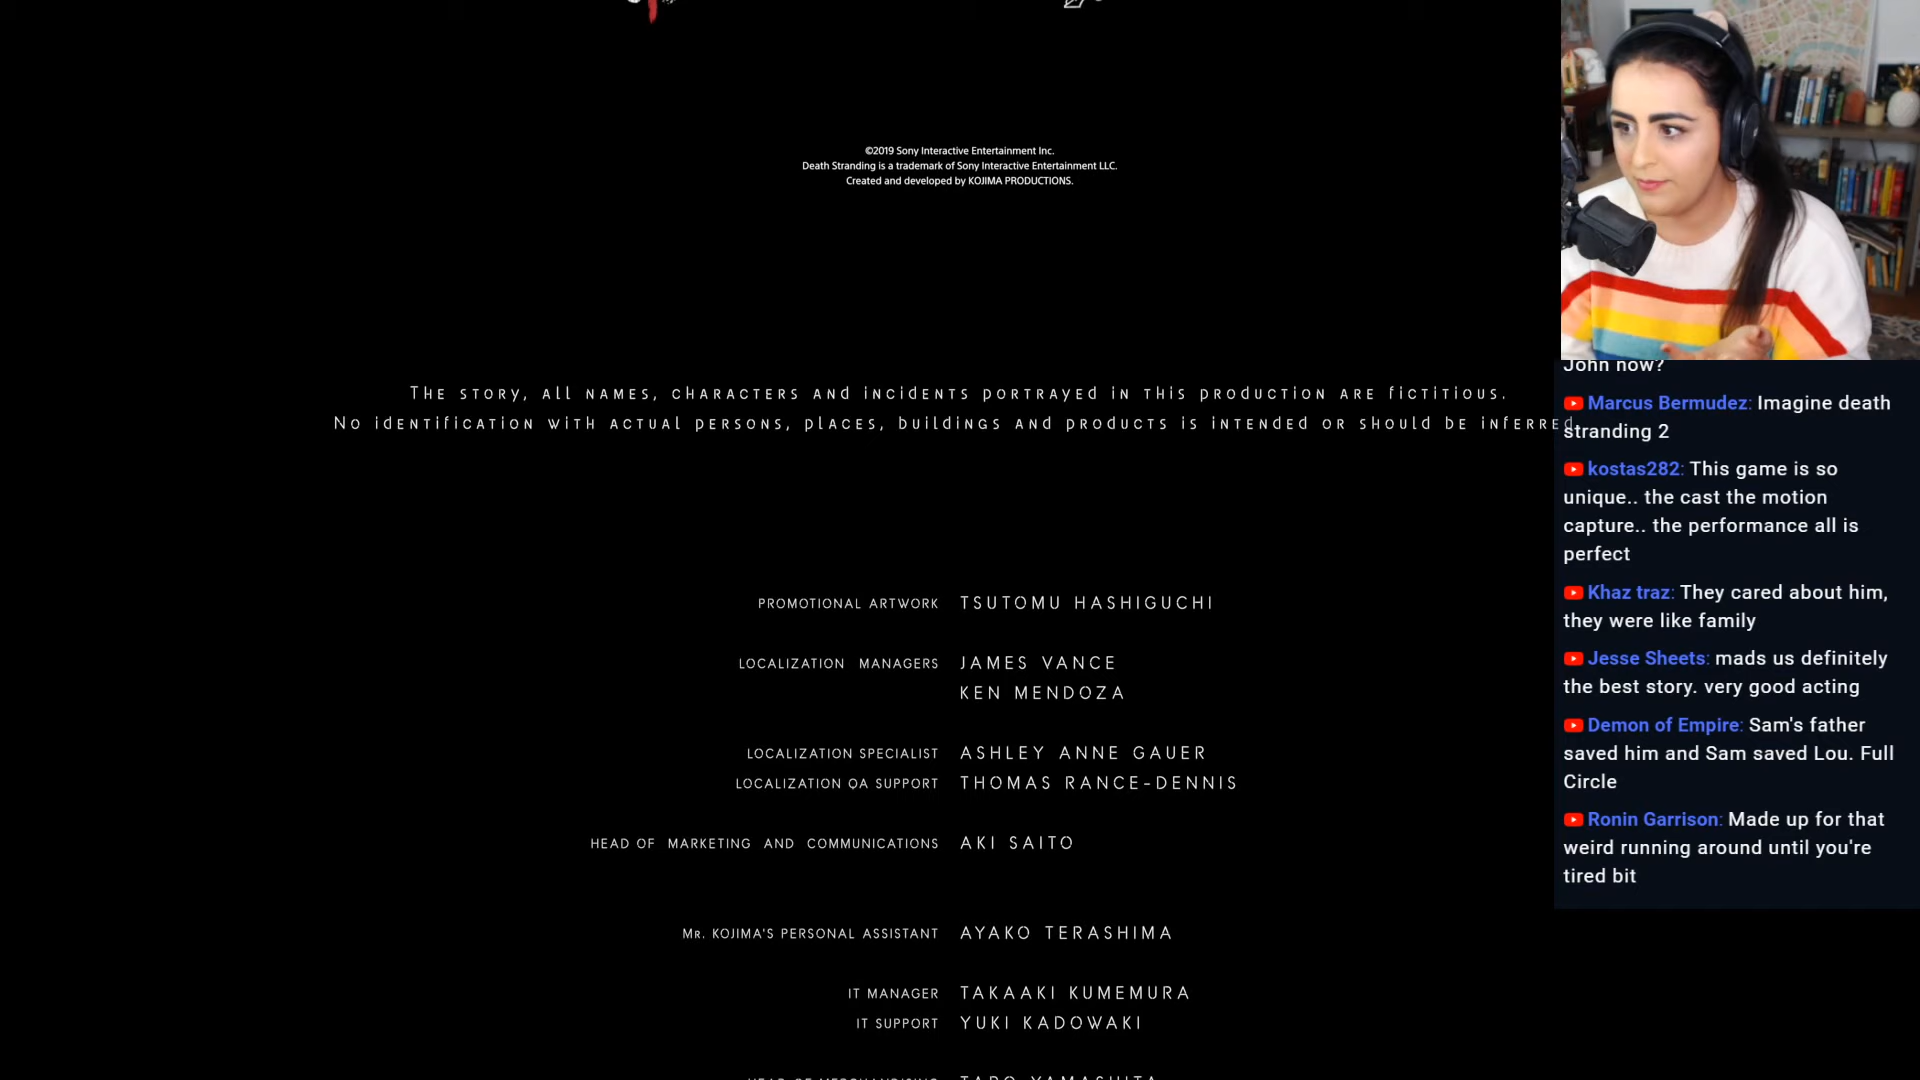 ©2019 Sony Interactive Entertainment Inc.
Death Stranding is a trademark of Sony Interactive Entertainment LLC.
Created and developed by KOJIMA PRODUCTIONS.
The story, all names, characters and incidents portrayed in this production are fictitious.
No identification with actual persons, places, buildings and products is intended or should be inferred
PROMOTIONAL ARTWORK TSUTOMU HASHIGUCHI
LOCALIZATION MANAGERS JAMES VANCE
KEN MENDOZA
LOCALIZATION SPECIALIST ASHLEY ANNE GAUER
LOCALIZATION QA SUPPORT THOMAS RANCE-DENNIS
HEAD OF MARKETING AND COMMUNICATIONS AKI SAITO
MR. KOJIMA'S PERSONAL ASSISTANT AYAKO TERASHIMA
IT MANAGER TAKAAKI KUMEMURA
IT SUPPORT YUKI KADOWAKI
HEAD OF MERCHANDISING TARO YAMASHITA
John now?
Marcus Bermudez: Imagine death
stranding 2
kostas282: This game is so
unique.. the cast the motion
capture.. the performance all is
perfect
Khaz traz: They cared about him,
they were like family
Jesse Sheets: mads us definitely
the best story. very good acting
Demon of Empire: Sam's father
saved him and Sam saved Lou. Full
Circle
Ronin Garrison: Made up for that
weird running around until you're
tired bit